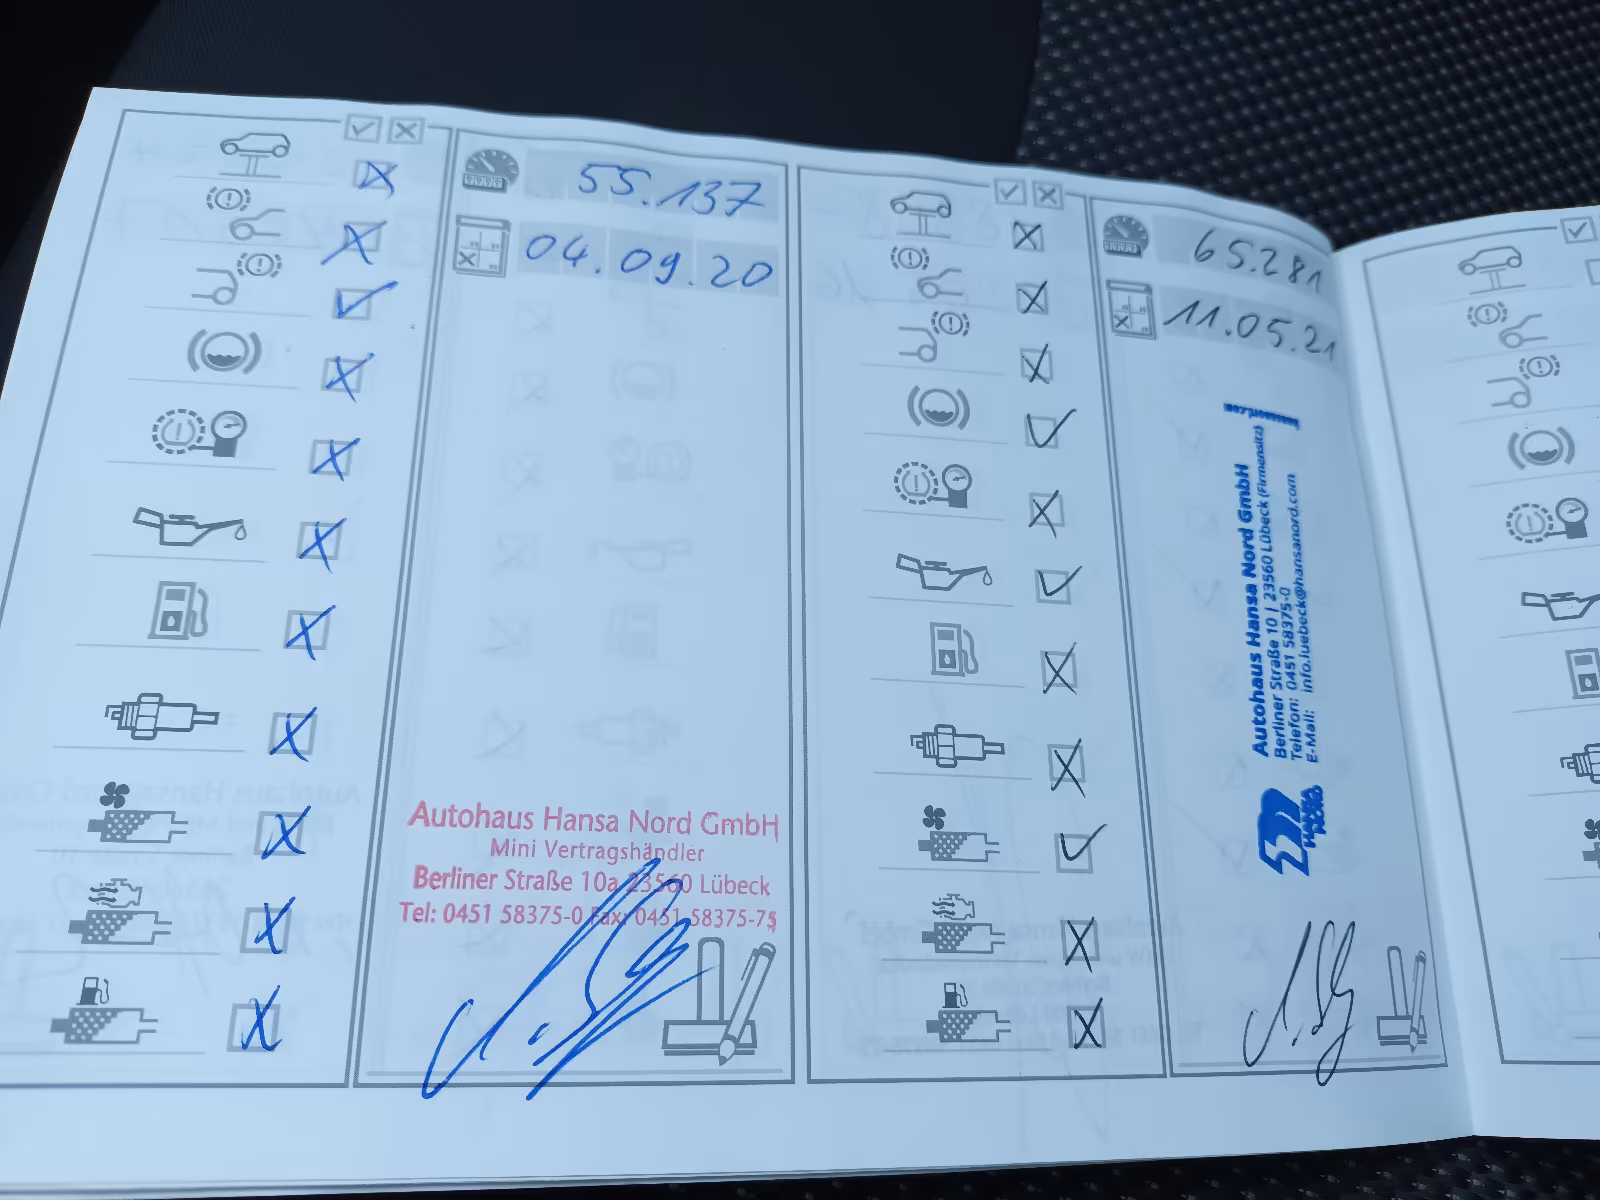 55.137
04.09.20
Autohaus Hansa Nord GmbH
Mini Vertragshändler
Berliner Straße 10a 23560 Lübeck
Tel: 0451 58375-0 Fax: 0451 58375-75
65.281
11.05.21
Autohaus Hansa Nord GmbH
Berliner Straße 10 | 23560 Lübeck (Firmensitz)
Telefon: 0451 58375-0
E-Mail: info.luebeck@hansanord.com
HANSA
NORD